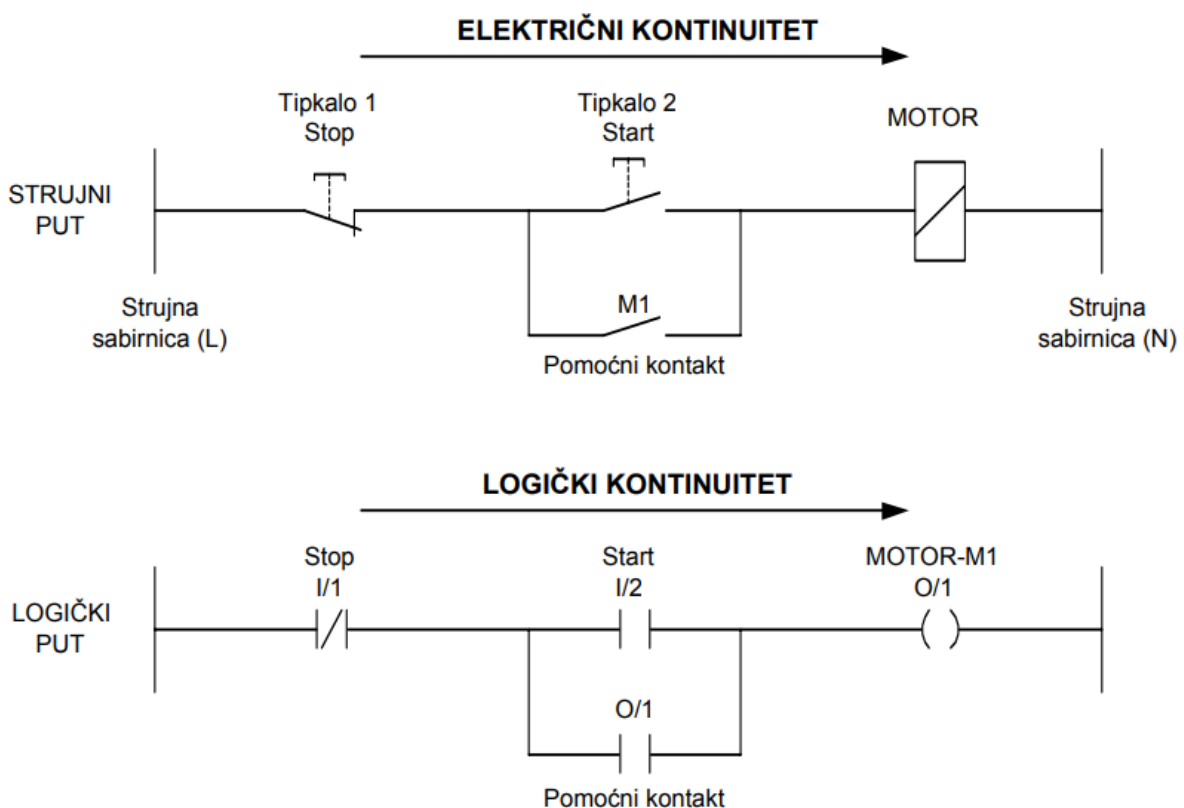 ELEKTRIČNI KONTINUITET
Tipkalo 1
Stop
Tipkalo 2
Start
MOTOR
STRUJNI
PUT
Strujna
sabirnica (L)
M1
Pomoćni kontakt
Strujna
sabirnica (N)
LOGIČKI KONTINUITET
Stop
I/1
Start
I/2
MOTOR-M1
O/1
LOGIČKI
PUT
O/1
Pomoćni kontakt